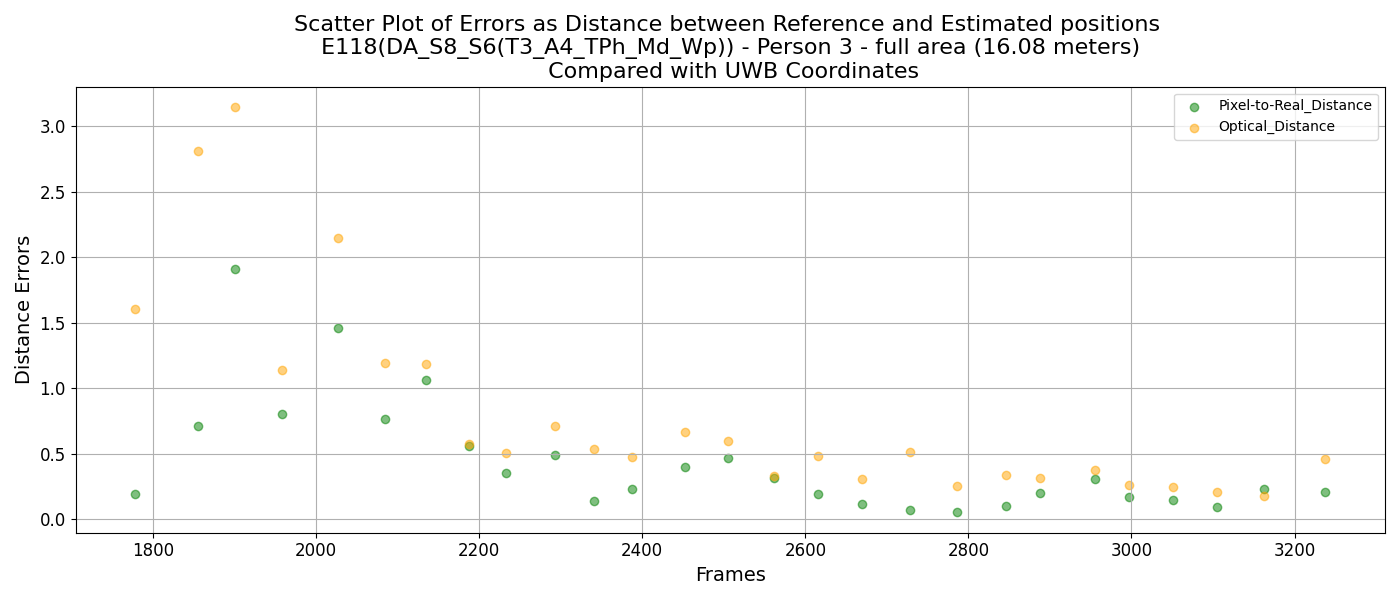 Scatter Plot of Errors as Distance between Reference and Estimated positions
E118(DA_S8_S6(T3_A4_TPh_Md_Wp)) - Person 3 - full area (16.08 meters)
Compared with UWB Coordinates
Pixel-to-Real_Distance
Optical_Distance
Distance Errors
3.0
2.5
2.0
1.5
1.0
0.5
0.0
1800 2000 2200 2400 2600 2800 3000 3200
Frames